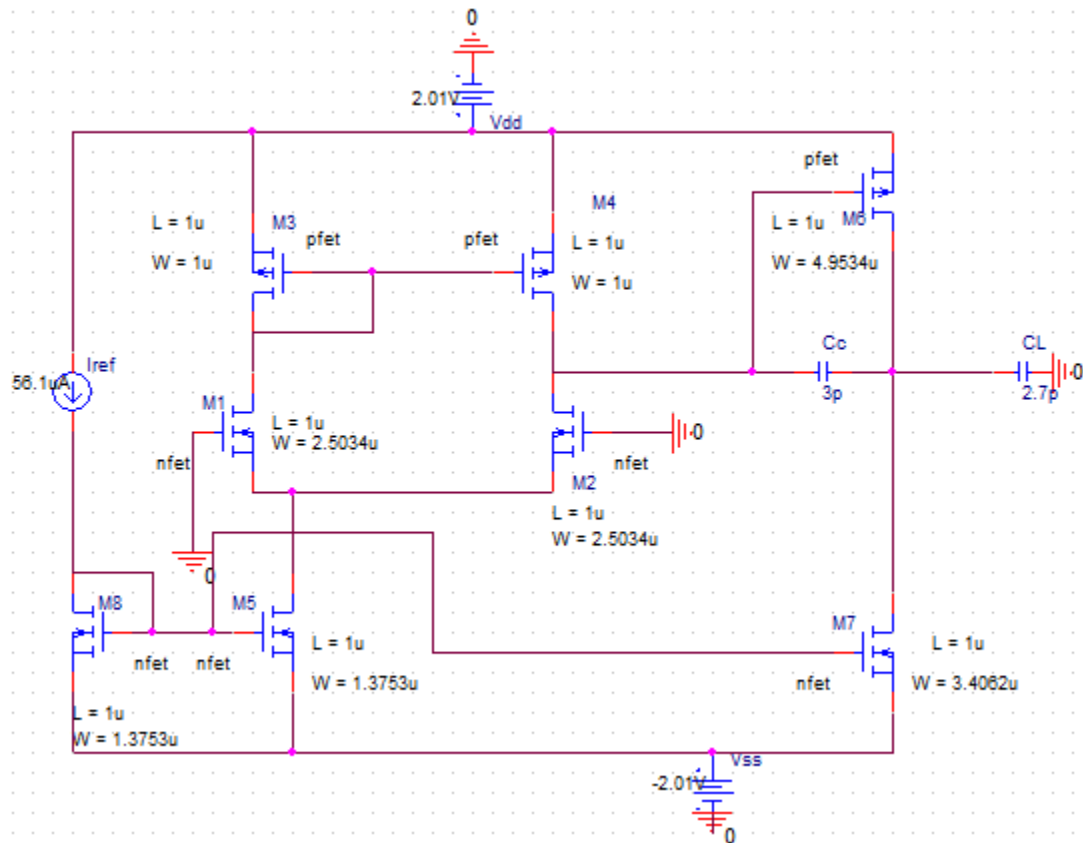 0
2.01V
Vdd
pfet
M4
M3
L = 1u
pfet
pfet
L = 1u
L = 1u
M6
W = 1u
W = 1u
W = 4.9534u
Iref
Cc
CL
0
56.1uA
3p
2.7p
M1
L = 1u
W = 2.5034u
0
nfet
nfet
M2
L = 1u
W = 2.5034u
0
M8
M5
M7
L = 1u
L = 1u
nfet
nfet
W = 1.3753u
nfet
W = 3.4062u
L = 1u
W = 1.3753u
Vss
-2.01V
0